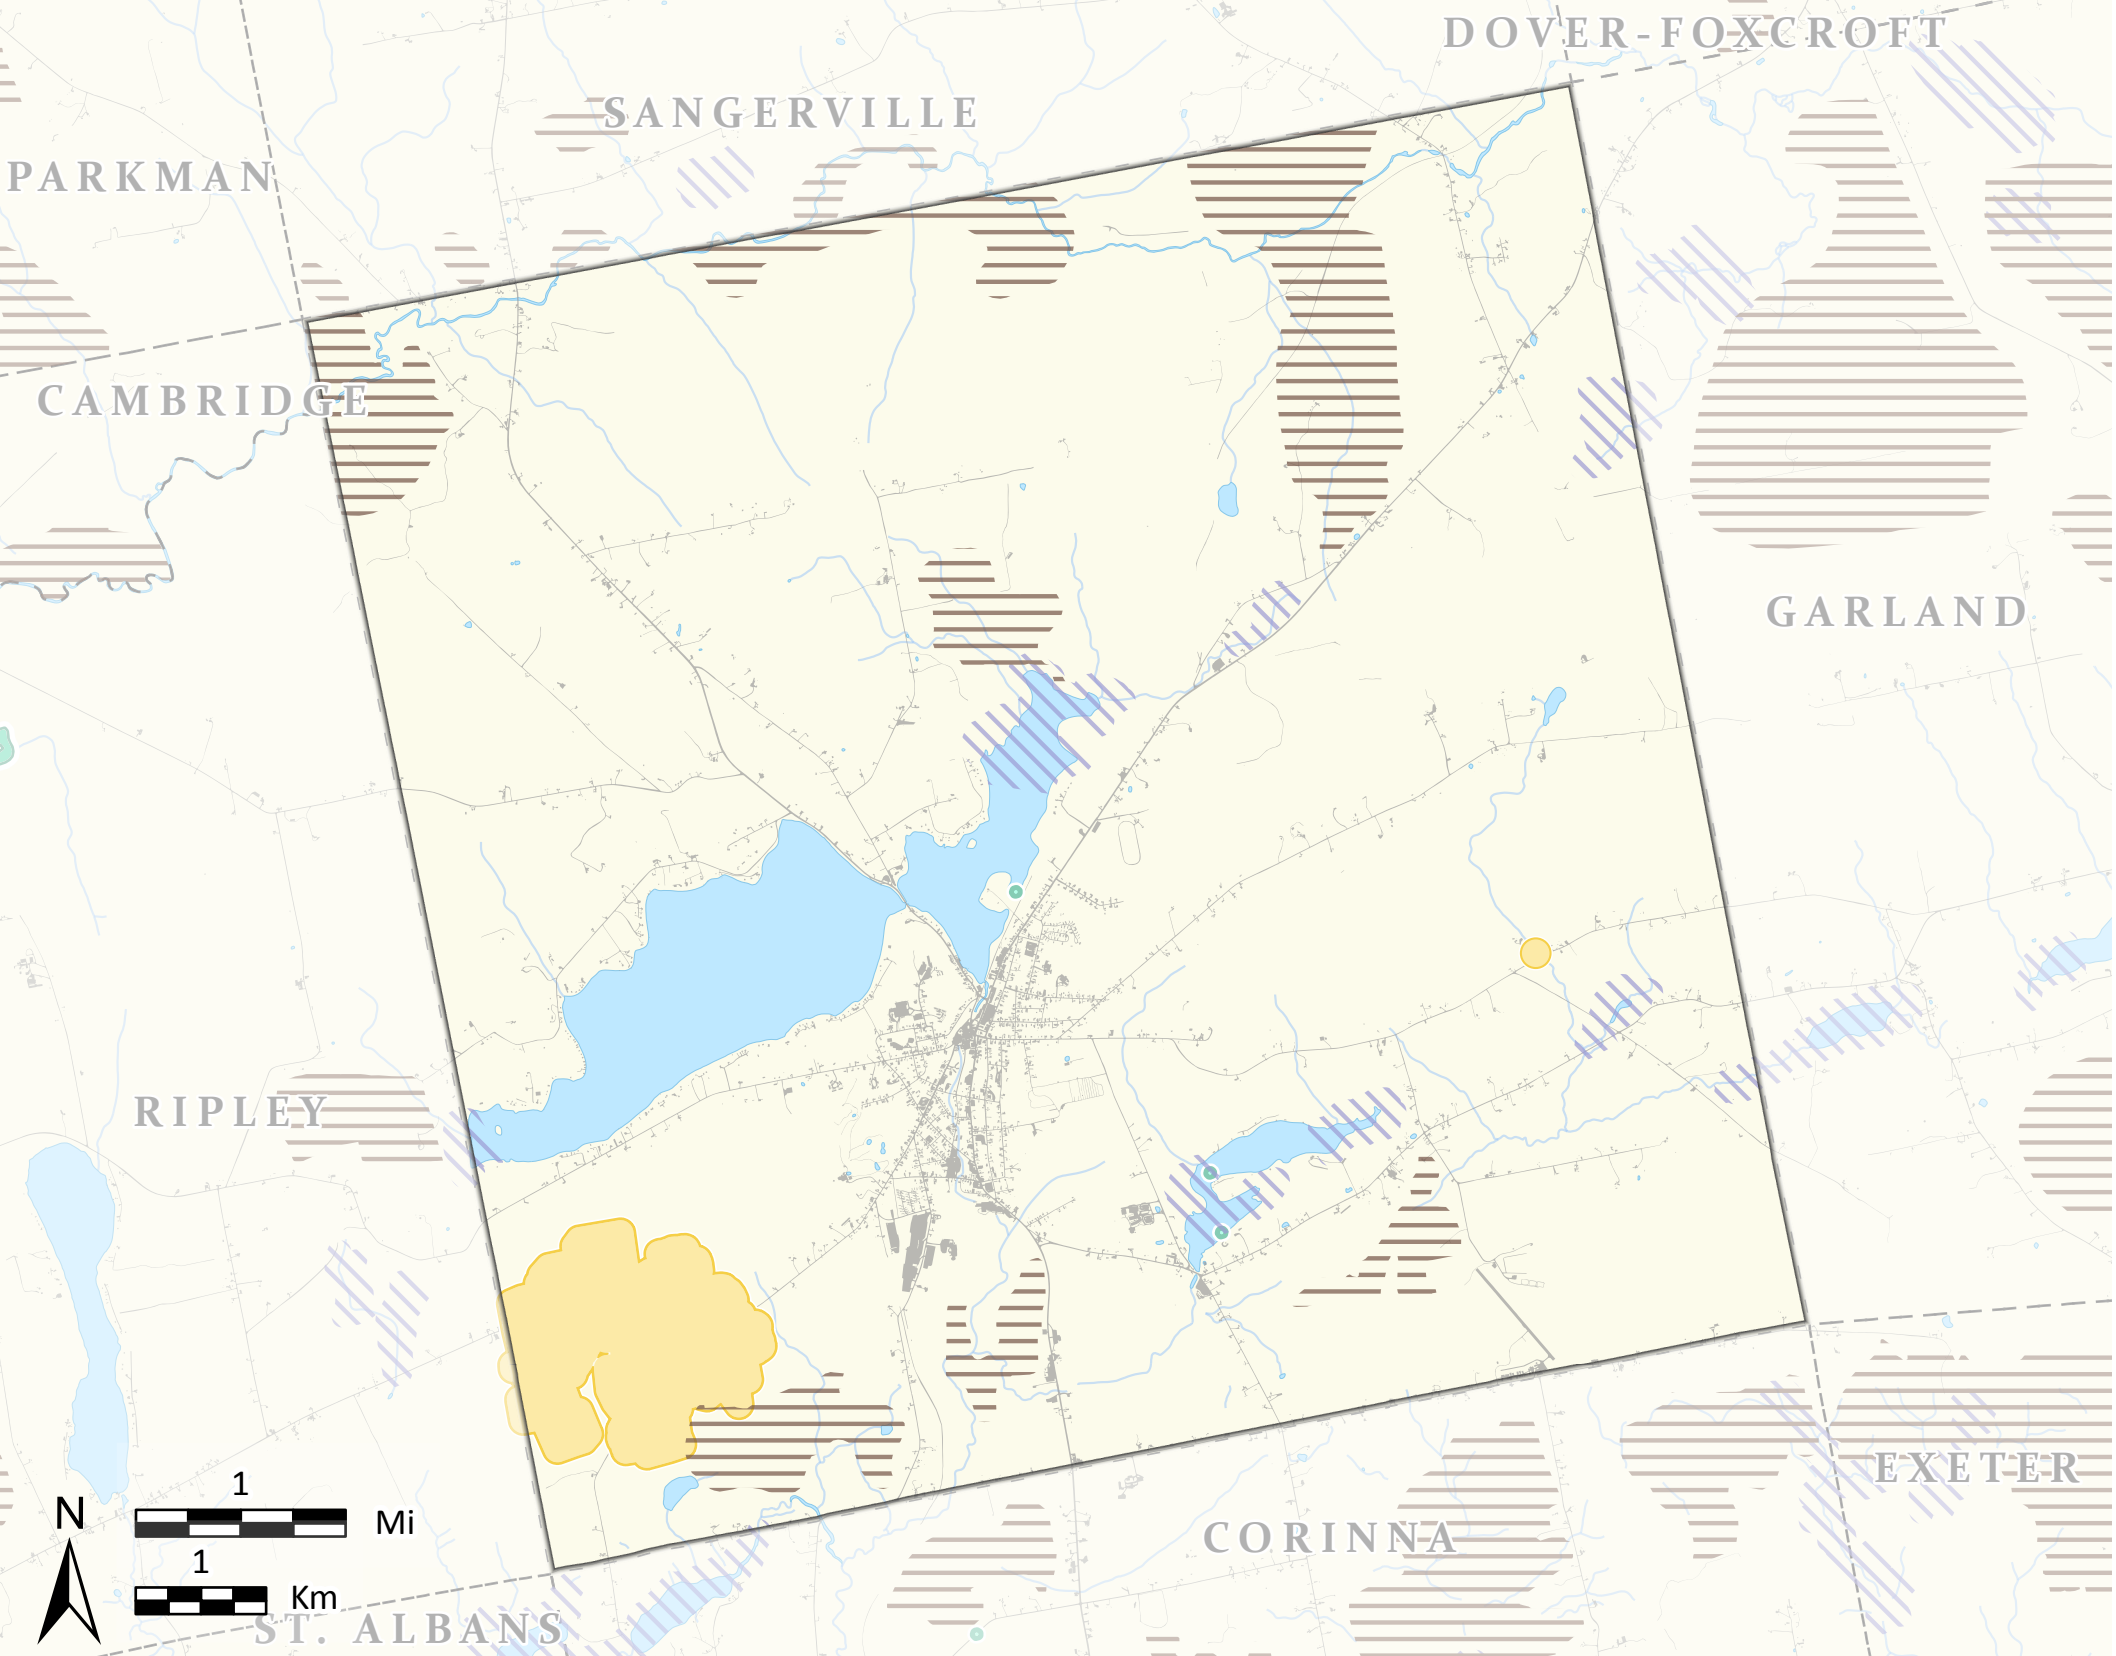 DOVER-FOXCROFT
SANGERVILLE
PARKMAN
CAMBRIDGE
GARLAND
RIPLEY
EXETER
CORINNA
ST. ALBANS
N
1
Mi
1
Km